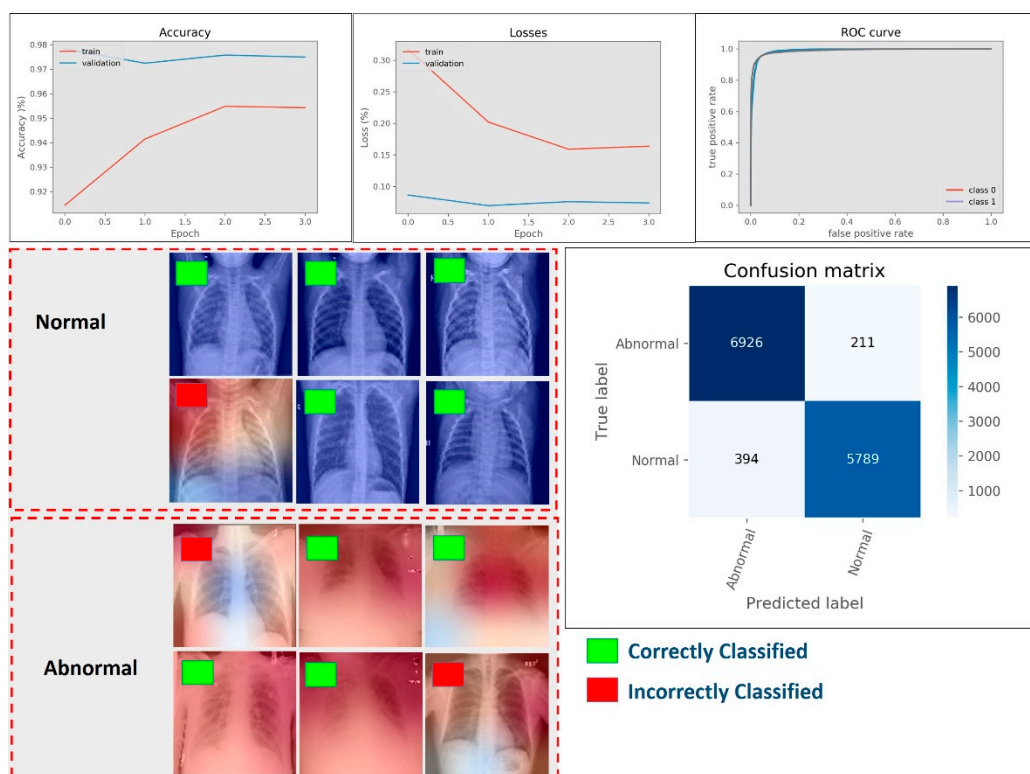 Accuracy
train
validation
Accuracy )%)
0.98
0.97
0.96
0.95
0.94
0.93
0.92
0.0 0.5 1.0 1.5 2.0 2.5 3.0
Epoch
Losses
train
validation
Loss (%)
0.30
0.25
0.20
0.15
0.10
0.0 0.5 1.0 1.5 2.0 2.5 3.0
Epoch
ROC curve
true positive rate
1.0
0.8
0.6
0.4
0.2
0.0
class 0
class 1
0.0 0.2 0.4 0.6 0.8 1.0
false positive rate
Normal
Abnormal
Confusion matrix
True label
Abnormal 6926 211
Normal 394 5789
Abnormal
Normal
Predicted label
6000
5000
4000
3000
2000
1000
Correctly Classified
Incorrectly Classified